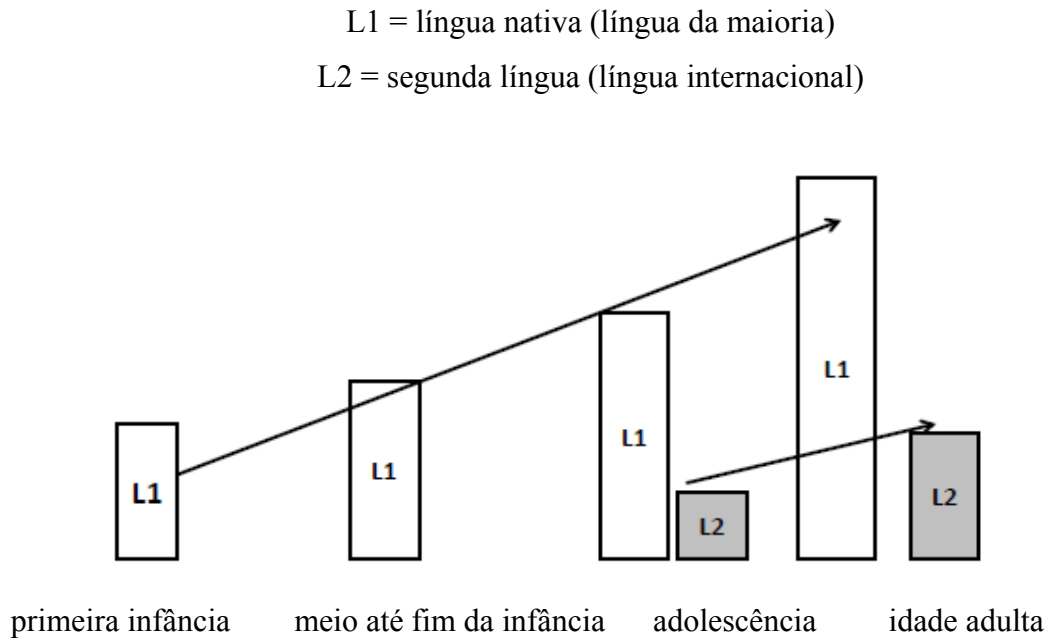 L1 = língua nativa (língua da maioria)
L2 = segunda língua (língua internacional)
L1
L1
L1
L2
L1
L2
primeira infância
meio até fim da infância
adolescência
idade adulta